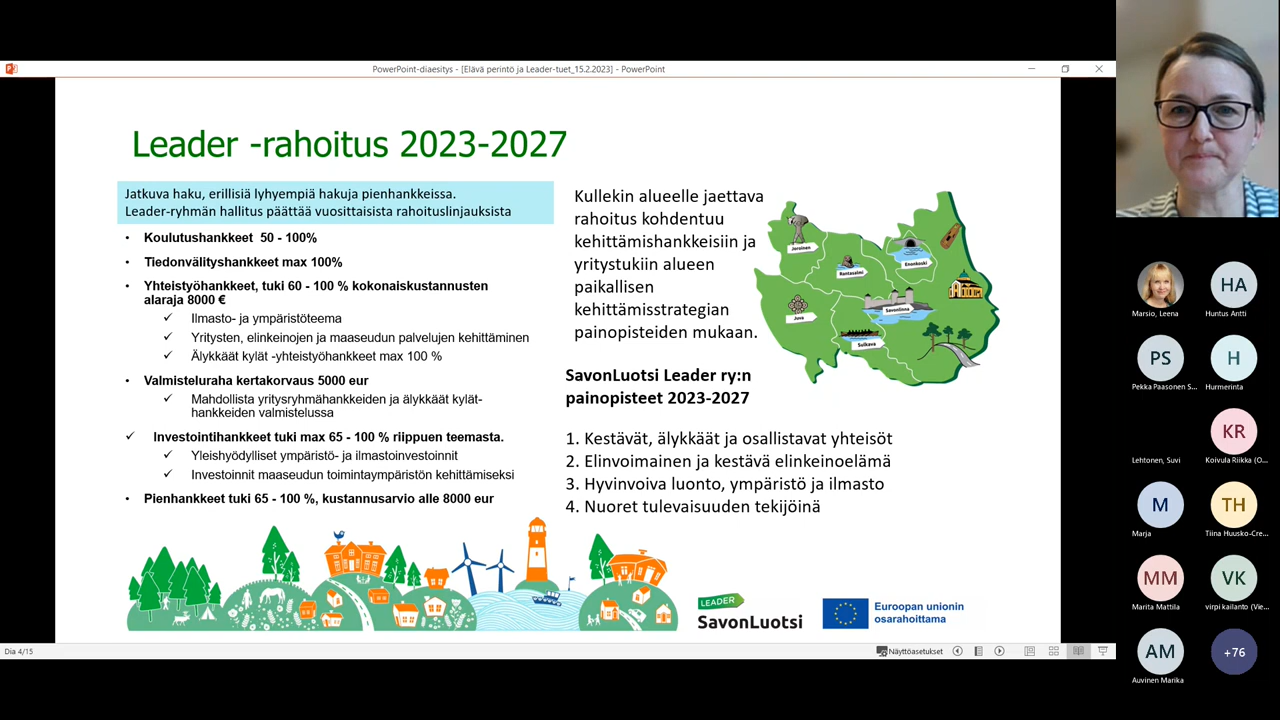 PowerPoint-diaesitys - [Elävä perintö ja Leader-tuet_15.2.2023] - PowerPoint
Leader -rahoitus 2023-2027
Jatkuva haku, erillisiä lyhyempiä hakuja pienhankkeissa.
Leader-ryhmän hallitus päättää vuosittaisista rahoituslinjauksista
• Koulutushankkeet 50 - 100%
• Tiedonvälityshankkeet max 100%
• Yhteistyöhankkeet, tuki 60 - 100 % kokonaiskustannusten
alaraja 8000 €
✓ Ilmasto- ja ympäristöteema
✓ Yritysten, elinkeinojen ja maaseudun palvelujen kehittäminen
✓ Älykkäät kylät -yhteistyöhankkeet max 100 %
• Valmisteluraha kertakorvaus 5000 eur
✓ Mahdollista yritysryhmähankkeiden ja älykkäät kylät-
hankkeiden valmistelussa
✓ Investointihankkeet tuki max 65 - 100 % riippuen teemasta.
✓ Yleishyödylliset ympäristö- ja ilmastoinvestoinnit
✓ Investoinnit maaseudun toimintaympäristön kehittämiseksi
• Pienhankkeet tuki 65 - 100 %, kustannusarvio alle 8000 eur
Kullekin alueelle jaettava
rahoitus kohdentuu
kehittämishankkeisiin ja
yritystukiin alueen
paikallisen
kehittämisstrategian
painopisteiden mukaan.
Joroinen
Rantasalmi
Enonkoski
Juva
Savonlinna
Sulkava
SavonLuotsi Leader ry:n
painopisteet 2023-2027
1. Kestävät, älykkäät ja osallistavat yhteisöt
2. Elinvoimainen ja kestävä elinkeinoelämä
3. Hyvinvoiva luonto, ympäristö ja ilmasto
4. Nuoret tulevaisuuden tekijöinä
LEADER
SavonLuotsi
Euroopan unionin
osarahoittama
Dia 4/15
Näyttöasetukset
HA
Marsio, Leena
Huntus Antti
PS
H
Pekka Paasonen S...
Hurmerinta
KR
Lehtonen, Suvi
Koivula Riikka (O...
M
TH
Marja
Tiina Huusko-Cre...
MM
VK
Marita Mattila
virpi kailanto (Vie...
AM
+76
Auvinen Marika